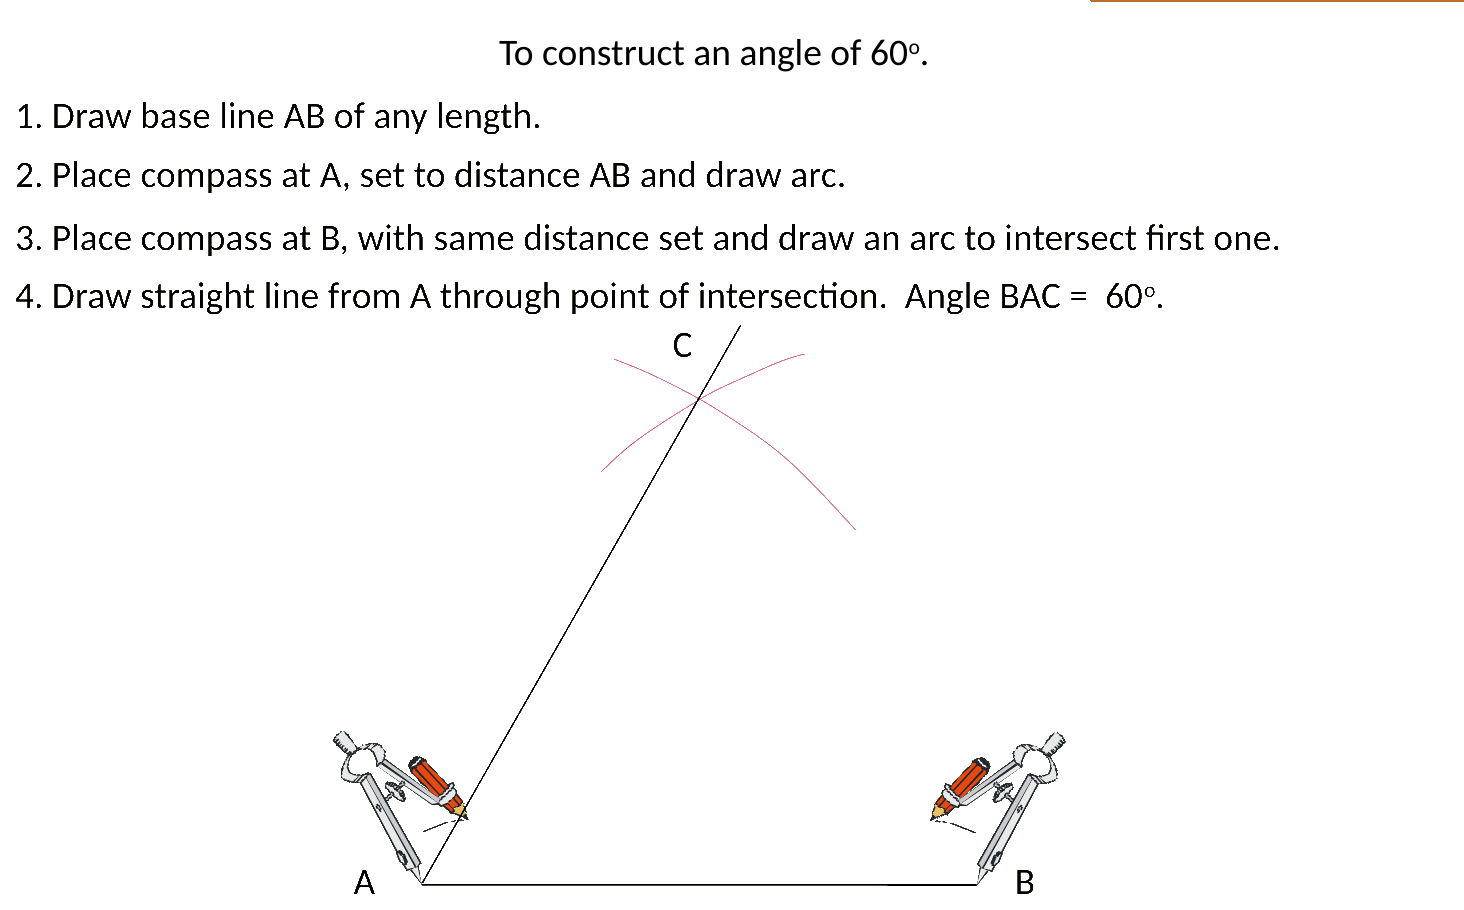 To construct an angle of 60º.
1. Draw base line AB of any length.
2. Place compass at A, set to distance AB and draw arc.
3. Place compass at B, with same distance set and draw an arc to intersect first one.
4. Draw straight line from A through point of intersection.  Angle BAC =  60º.
C
A
B